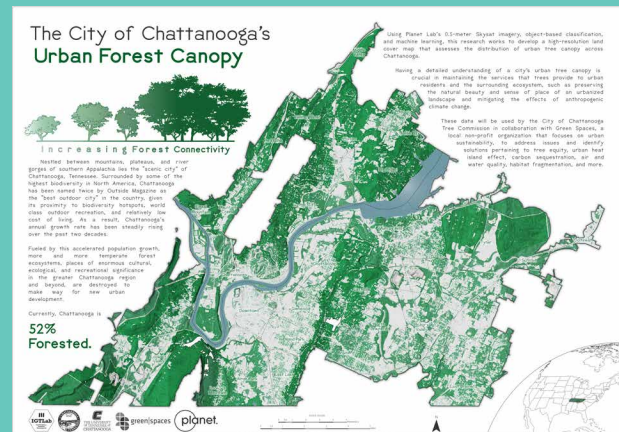 The City of Chattanooga's
Urban Forest Canopy
Increasing Forest Connectivity
Nestled between mountains, plateaus, and river
gorges of southern Appalachia lies the "scenic city" of
Chattanooga, Tennessee. Surrounded by some of the
highest biodiversity in North America, Chattanooga
has been named twice by Outside Magazine as
the "best outdoor city" in the country, given
its proximity to biodiversity hotspots, world
class outdoor recreation, and relatively low
cost of living. As a result, Chattanooga's
annual growth rate has been steadily rising
over the past two decades.
Fueled by this accelerated population growth,
more and more temperate forest
ecosystems, places of enormous cultural,
ecological, and recreational significance
in the greater Chattanooga region
and beyond, are destroyed to
make way for new urban
development.
Currently, Chattanooga is
52%
Forested.
Using Planet Lab's 0.5-meter Skysat imagery, object-based classification,
and machine learning, this research works to develop a high-resolution land
cover map that assesses the distribution of urban tree canopy across
Chattanooga.
Having a detailed understanding of a city's urban tree canopy is
crucial in maintaining the services that trees provide to urban
residents and the surrounding ecosystem, such as preserving
the natural beauty and sense of place of an urbanized
landscape and mitigating the effects of anthropogenic
climate change.
These data will be used by the City of Chattanooga
Tree Commission in collaboration with Green Spaces, a
local non-profit organization that focuses on urban
sustainability, to address issues and identify
solutions pertaining to tree equity, urban heat
island effect, carbon sequestration, air and
water quality, habitat fragmentation, and more.
IGTLab
THE UNIVERSITY OF TENNESSEE
CHATTANOOGA
green|spaces
planet.